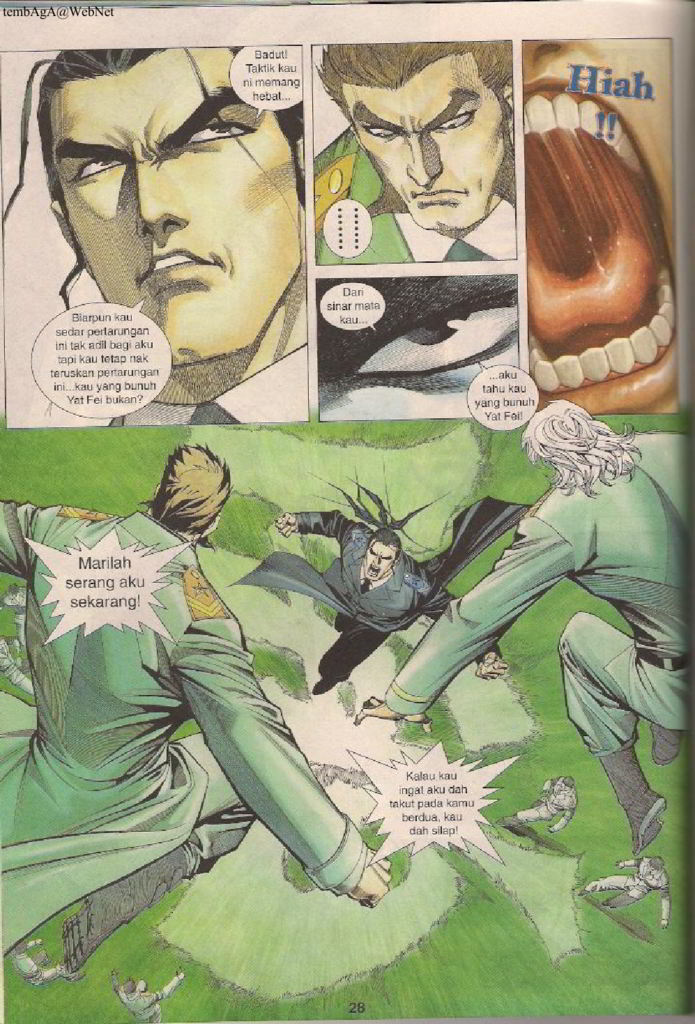 tembAgA@WebNet
Badut!
Taktik kau
ni memang
hebat...
Biarpun kau
sedar pertarungan
ini tak adil bagi aku
tapi kau tetap nak
teruskan pertarungan
ini...kau yang bunuh
Yat Fei bukan?
Dari
sinar mata
kau...
...aku
tahu kau
yang bunuh
Yat Fei!
Hiah
!!
Marilah
serang aku
sekarang!
Kalau kau
ingat aku dah
takut pada kamu
berdua, kau
dah silap!
28